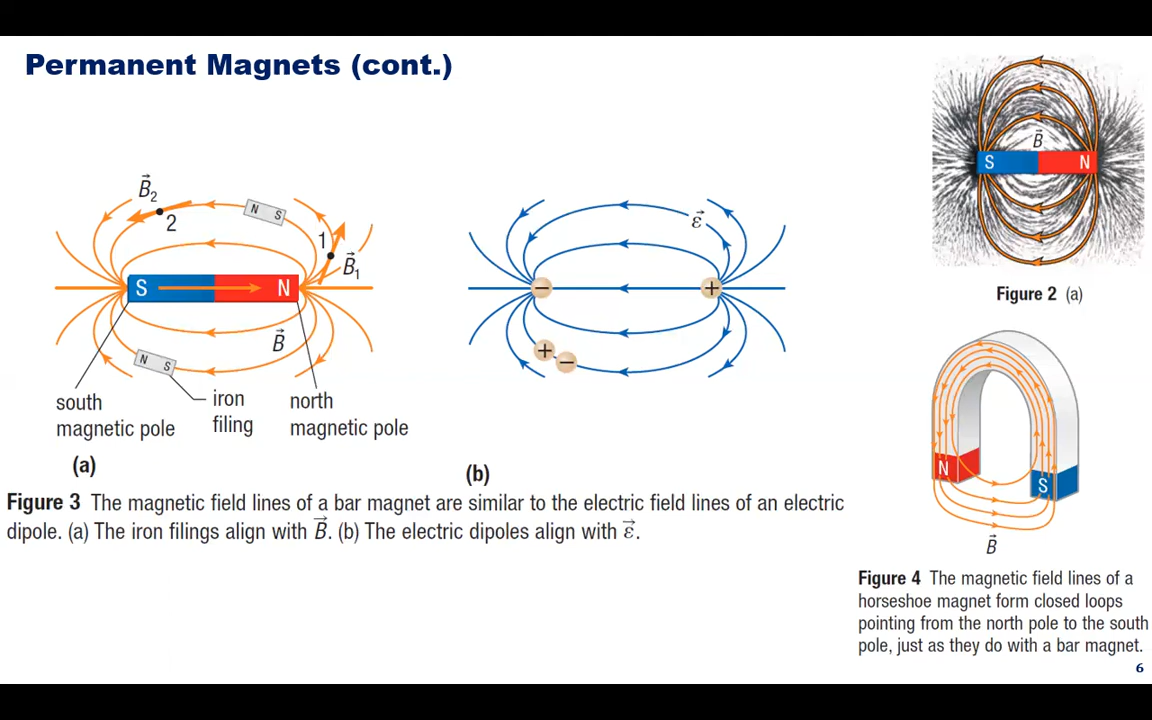 Permanent Magnets (cont.)
B⃗₂
2
N S
1
B⃗₁
S N
B⃗
N S
south
magnetic pole
iron
filing
north
magnetic pole
(a)
ε⃗
− +
+ −
(b)
Figure 3 The magnetic field lines of a bar magnet are similar to the electric field lines of an electric
dipole. (a) The iron filings align with B⃗. (b) The electric dipoles align with ε⃗.
B⃗
S N
Figure 2 (a)
N
S
B⃗
Figure 4 The magnetic field lines of a
horseshoe magnet form closed loops
pointing from the north pole to the south
pole, just as they do with a bar magnet.
6